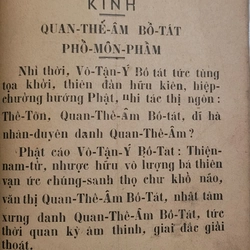 KINH
QUAN-THẾ-ÂM BỒ-TÁT
PHỒ-MÔN-PHẦM
Nhỉ thời, Vô-Tận-Ý Bồ tát tức tùng
tọa khởi, thiên đản hữu kiên, hiệp-
chưởng hướng Phật, nhi tác thị ngôn:
Thế-Tôn, Quan-Thế-Âm Bồ-Tát, dĩ hà
nhân-duyên danh Quan-Thế-Âm?
Phật cáo Vô-Tận-Ý Bồ-Tat: Thiện-
nam-tử, nhược hữu vô lượng bá thiên
vạn ức chúng-sanh thọ chư khổ não,
văn thị Quan-Thế-Âm Bồ-Tát, nhất tâm
xưng danh Quan-Thế-Âm Bồ-Tát, tức
thời quan kỳ âm thinh, giai đắc giải
thoát.